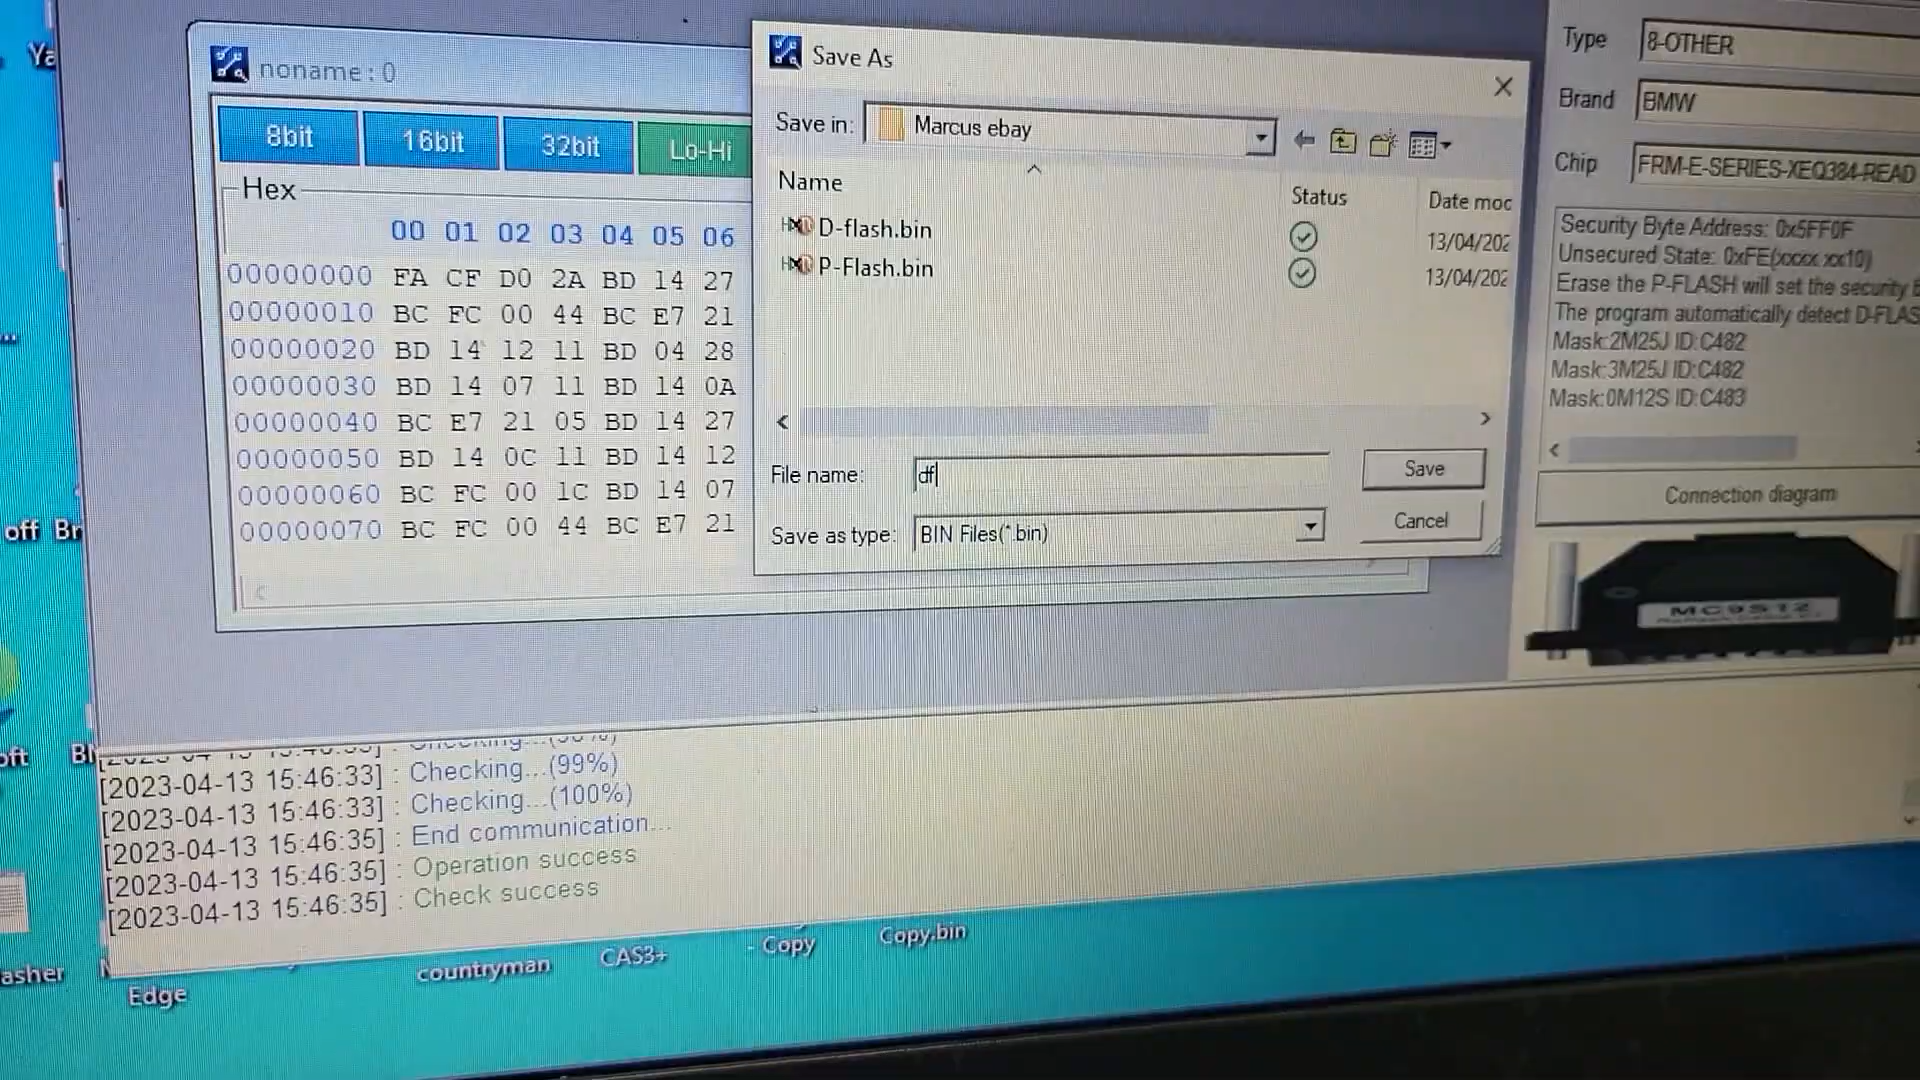 Ya
off Br
oft
asher
Edge
countryman
CAS3+
- Copy
Copy.bin
noname : 0
8bit 16bit 32bit Lo-Hi
Hex
00 01 02 03 04 05 06
00000000 FA CF D0 2A BD 14 27
00000010 BC FC 00 44 BC E7 21
00000020 BD 14 12 11 BD 04 28
00000030 BD 14 07 11 BD 14 0A
00000040 BC E7 21 05 BD 14 27
00000050 BD 14 0C 11 BD 14 12
00000060 BC FC 00 1C BD 14 07
00000070 BC FC 00 44 BC E7 21
Save As
Save in: Marcus ebay
Name Status Date moc
D-flash.bin 13/04/202
P-Flash.bin 13/04/202
File name: df
Save
Save as type: BIN Files(*.bin)
Cancel
Type 8-OTHER
Brand BMW
Chip FRM-E-SERIES-XEQ384-READ
Security Byte Address: 0x5FF0F
Unsecured State: 0xFE(xxxx xx10)
Erase the P-FLASH will set the security
The program automatically detect D-FLAS
Mask:2M25J ID:C482
Mask:3M25J ID:C482
Mask:0M12S ID:C483
Connection diagram
MC9S12
[2023-04-13 15:46:33] : Checking...(99%)
[2023-04-13 15:46:33] : Checking...(100%)
[2023-04-13 15:46:35] : End communication...
[2023-04-13 15:46:35] : Operation success
[2023-04-13 15:46:35] : Check success